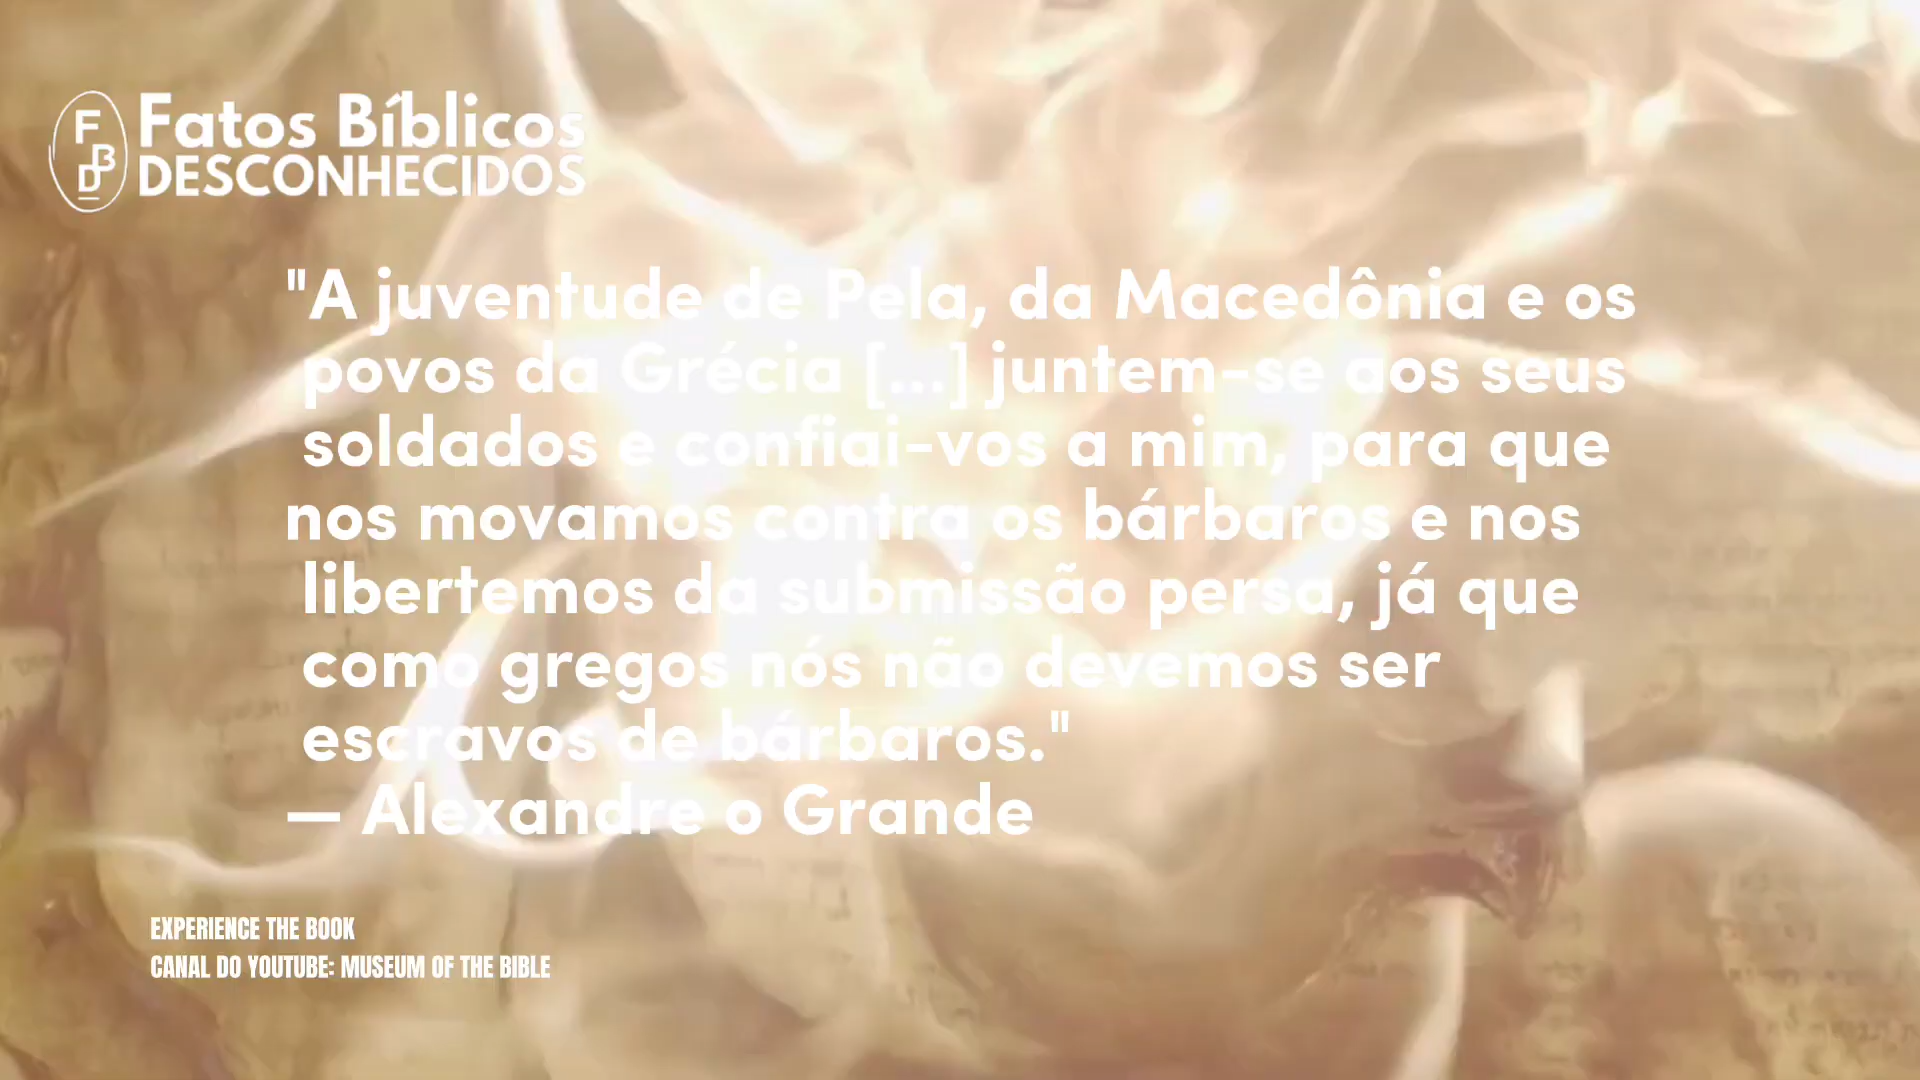 FBD
Fatos Bíblicos
DESCONHECIDOS
"A juventude de Pela, da Macedônia e os
povos da Grécia [...] juntem-se aos seus
soldados e confiai-vos a mim, para que
nos movamos contra os bárbaros e nos
libertemos da submissão persa, já que
como gregos nós não devemos ser
escravos de bárbaros."
— Alexandre o Grande
EXPERIENCE THE BOOK
CANAL DO YOUTUBE: MUSEUM OF THE BIBLE